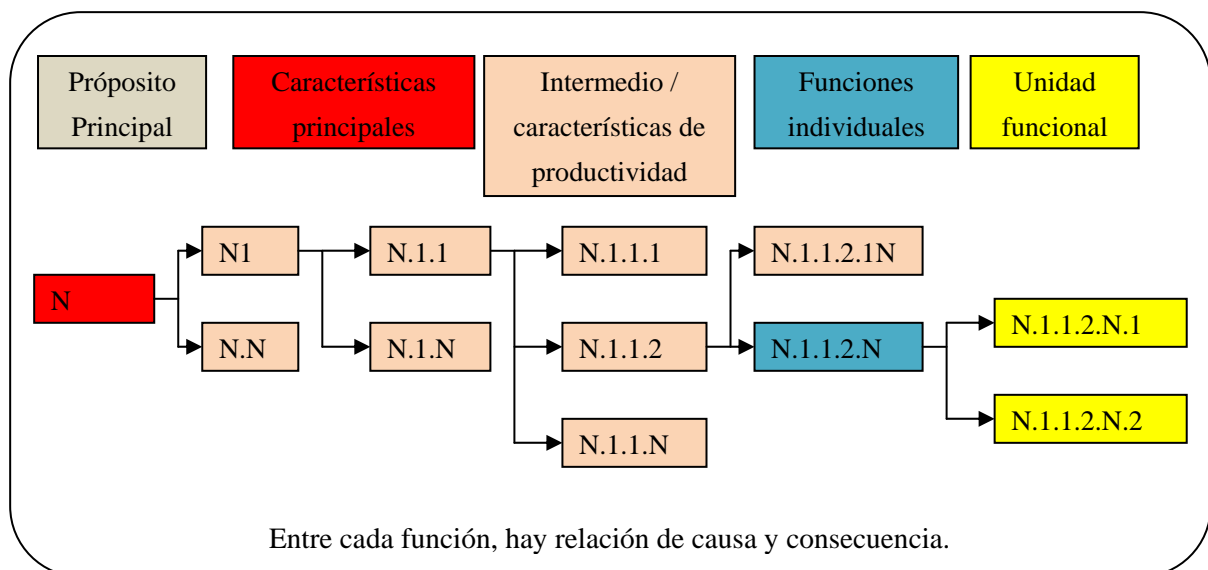 Próposito
Principal
Características
principales
Intermedio /
características de
productividad
Funciones
individuales
Unidad
funcional
N
N1
N.N
N.1.1
N.1.N
N.1.1.1
N.1.1.2
N.1.1.N
N.1.1.2.1N
N.1.1.2.N
N.1.1.2.N.1
N.1.1.2.N.2
Entre cada función, hay relación de causa y consecuencia.